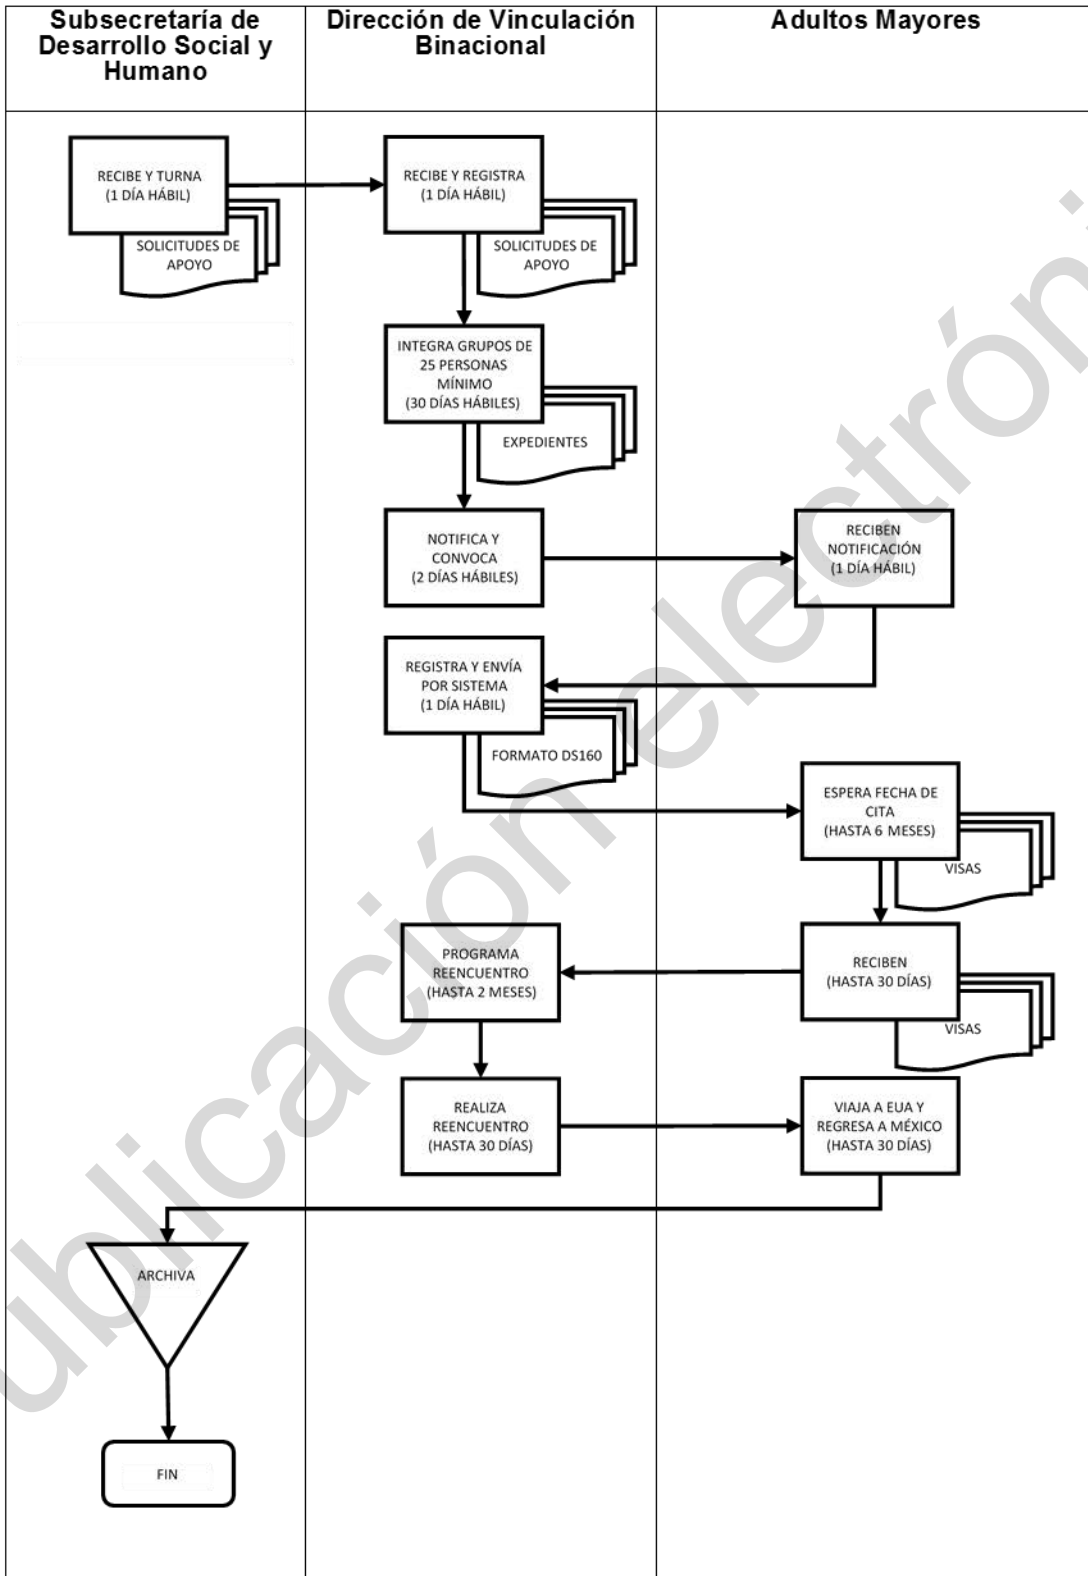 Subsecretaría de
Desarrollo Social y
Humano
Dirección de Vinculación
Binacional
Adultos Mayores
RECIBE Y TURNA
(1 DÍA HÁBIL)
SOLICITUDES DE
APOYO
RECIBE Y REGISTRA
(1 DÍA HÁBIL)
SOLICITUDES DE
APOYO
INTEGRA GRUPOS DE
25 PERSONAS
MÍNIMO
(30 DÍAS HÁBILES)
EXPEDIENTES
NOTIFICA Y
CONVOCA
(2 DÍAS HÁBILES)
RECIBEN
NOTIFICACIÓN
(1 DÍA HÁBIL)
REGISTRA Y ENVÍA
POR SISTEMA
(1 DÍA HÁBIL)
FORMATO DS160
ESPERA FECHA DE
CITA
(HASTA 6 MESES)
VISAS
RECIBEN
(HASTA 30 DÍAS)
VISAS
PROGRAMA
REENCUENTRO
(HASTA 2 MESES)
REALIZA
REENCUENTRO
(HASTA 30 DÍAS)
VIAJA A EUA Y
REGRESA A MÉXICO
(HASTA 30 DÍAS)
ARCHIVA
FIN
ublicación electróni